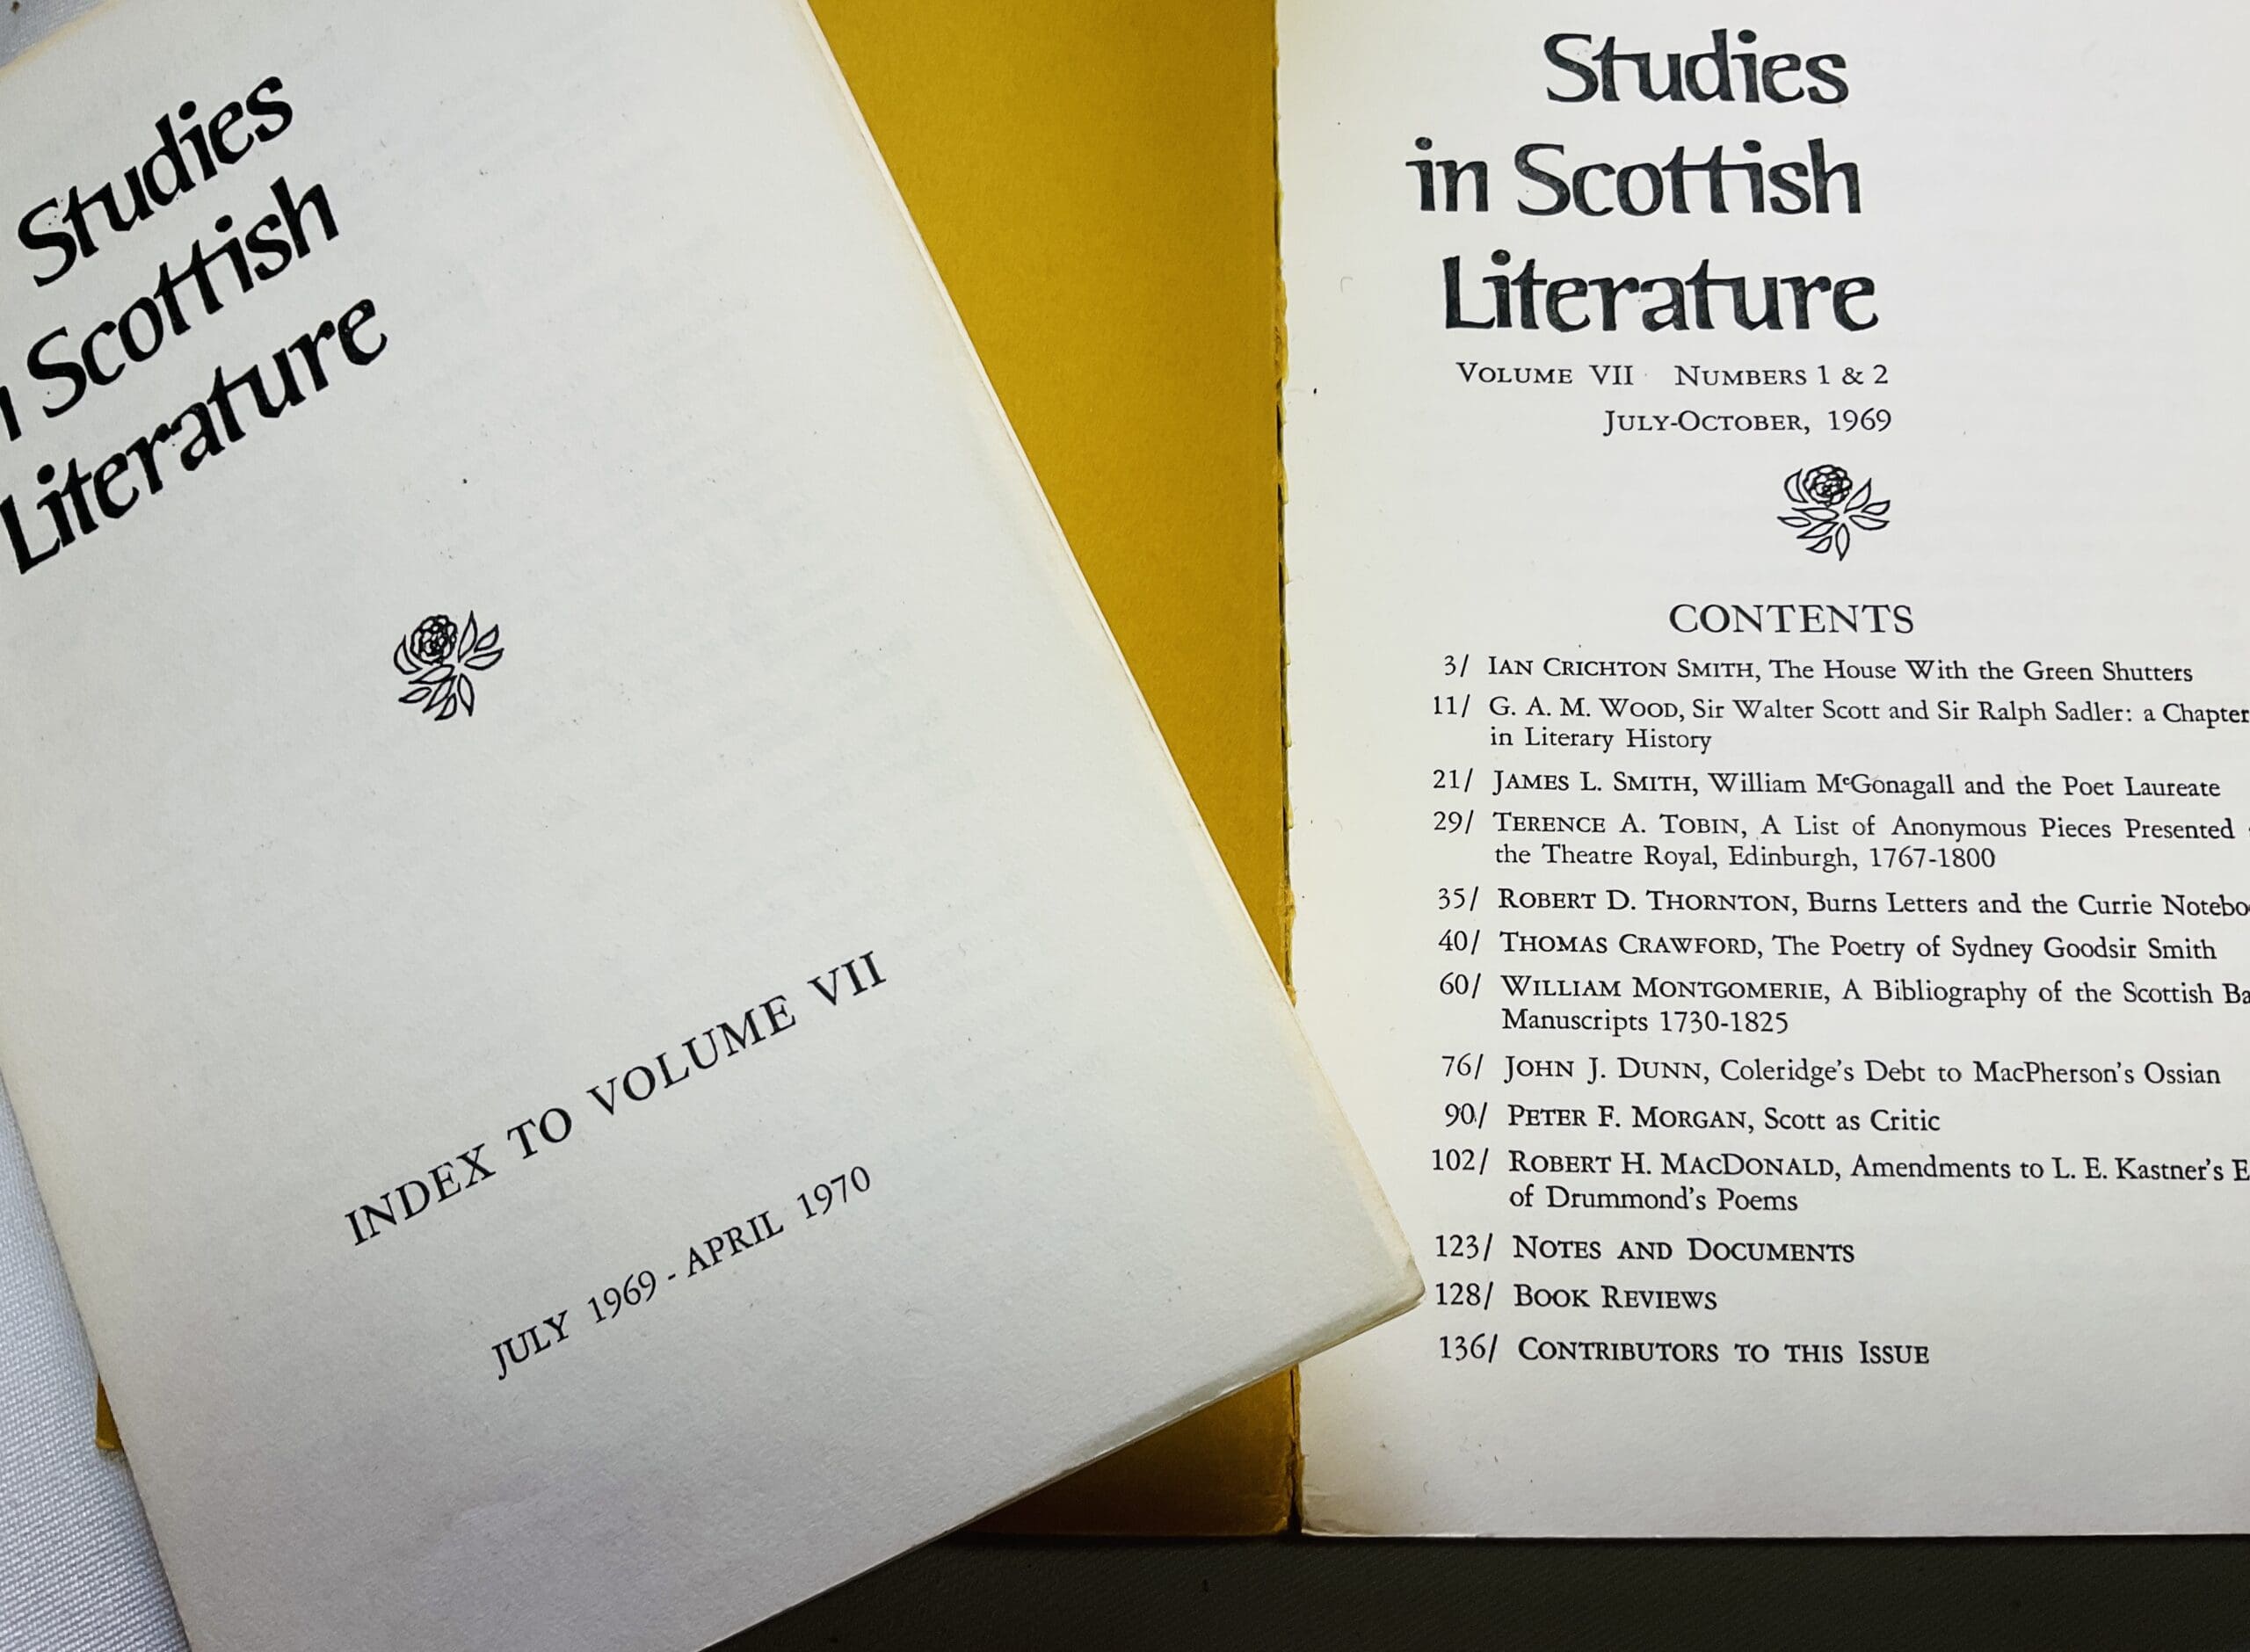 Studies
Scottish
Literature
INDEX TO VOLUME VII
JULY 1969 - APRIL 1970
Studies
in Scottish
Literature
VOLUME VII NUMBERS 1 & 2
JULY-OCTOBER, 1969
CONTENTS
3/ IAN CRICHTON SMITH, The House With the Green Shutters
11/ G. A. M. WOOD, Sir Walter Scott and Sir Ralph Sadler: a Chapter
in Literary History
21/ JAMES L. SMITH, William McGonagall and the Poet Laureate
29/ TERENCE A. TOBIN, A List of Anonymous Pieces Presented
the Theatre Royal, Edinburgh, 1767-1800
35/ ROBERT D. THORNTON, Burns Letters and the Currie
40/ THOMAS CRAWFORD, The Poetry of Sydney Goodsir Smith
60/ WILLIAM MONTGOMERIE, A Bibliography of the Scottish
Manuscripts 1730-1825
76/ JOHN J. DUNN, Coleridge's Debt to MacPherson's Ossian
90/ PETER F. MORGAN, Scott as Critic
102/ ROBERT H. MACDONALD, Amendments to L. E. Kastner's
of Drummond's Poems
123/ NOTES AND DOCUMENTS
128/ BOOK REVIEWS
136/ CONTRIBUTORS TO THIS ISSUE